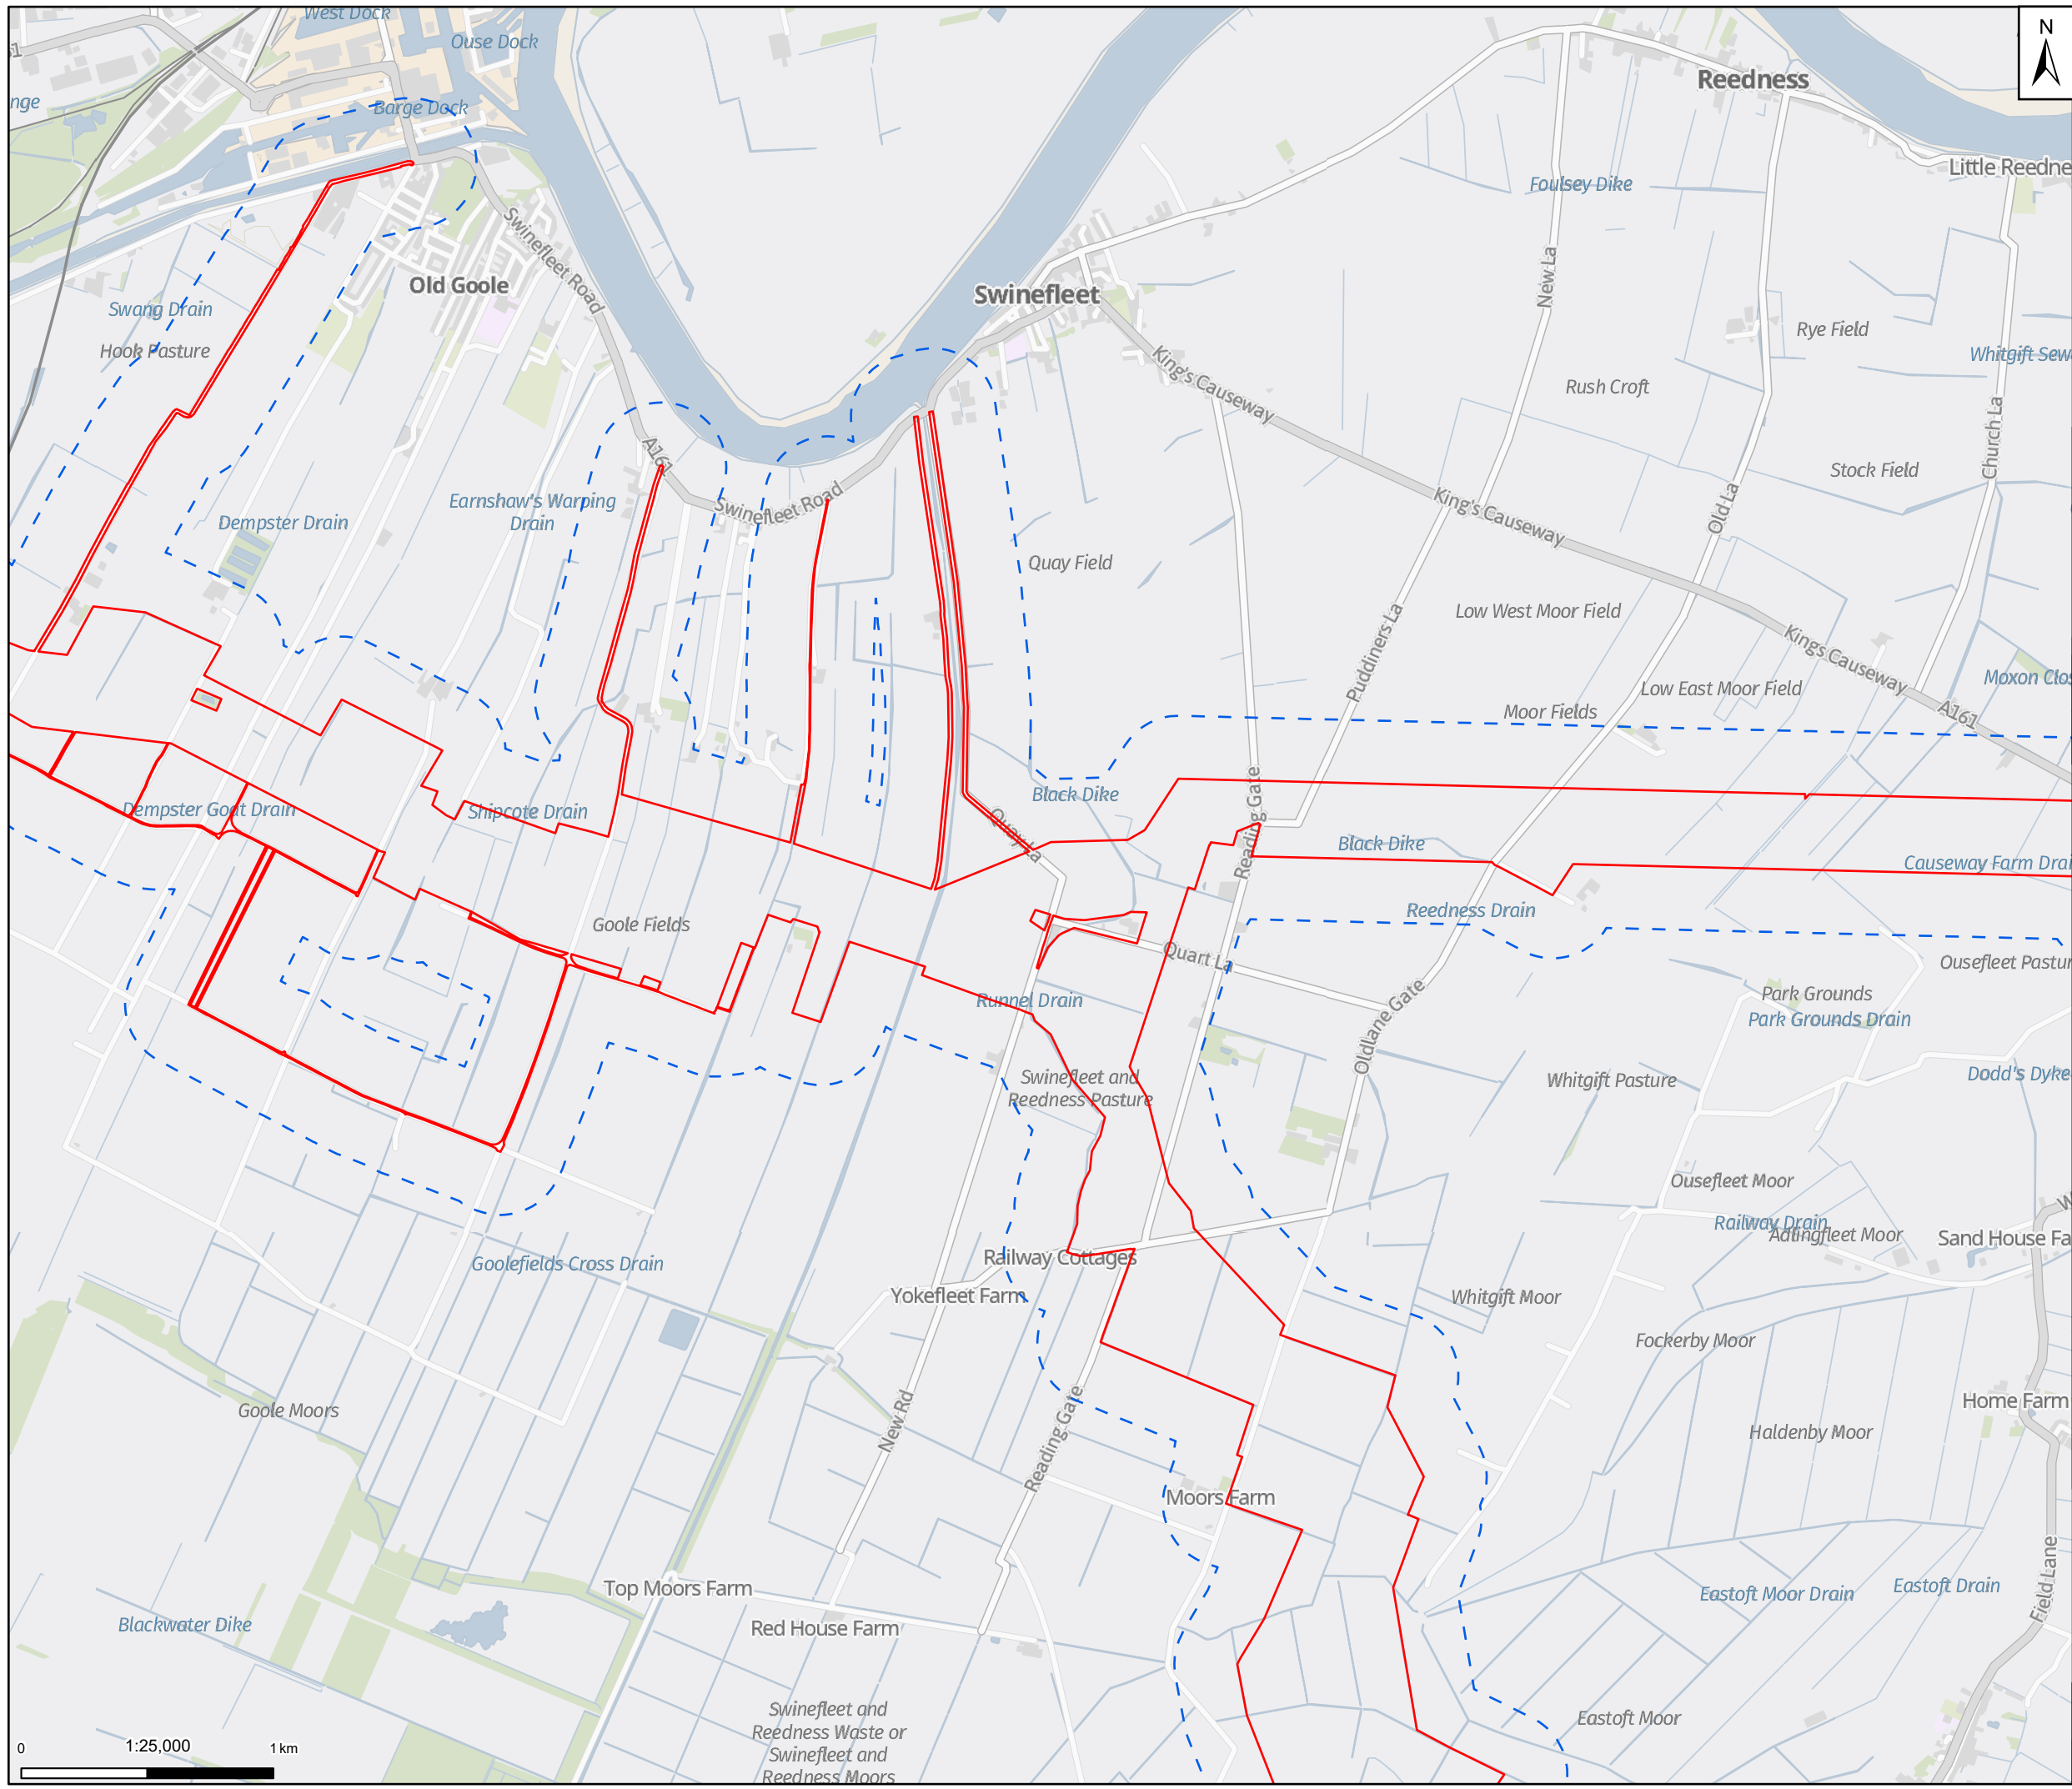 West Dock
Ouse Dock
N
Reedness
Barge Dock
Little Reedne
Foulsey Dike
Swinefleet Road
Old Goole
Swinefleet
New La
Swang Drain
Hook Pasture
Rye Field
Whitgift Sew
King's Causeway
Rush Croft
Church La
A161
Stock Field
Earnshaw's Warping
Drain
Dempster Drain
Swinefleet Road
King's Causeway
Old La
Quay Field
Low West Moor Field
Puddiners La
Kings Causeway
Moxon Clos
Low East Moor Field
Moor Fields
A161
Black Dike
Dempster Goat Drain
Shipcote Drain
Quay La
Reading Gate
Black Dike
Causeway Farm Drai
Goole Fields
Reedness Drain
Quart La
Ousefleet Pastur
Runnel Drain
Park Grounds
Park Grounds Drain
Oldlane Gate
Swinefleet and
Reedness Pasture
Whitgift Pasture
Dodd's Dyke
Ousefleet Moor
Railway Drain
Adlingfleet Moor
Sand House Fa
Railway Cottages
Goolefields Cross Drain
Yokefleet Farm
Whitgift Moor
Fockerby Moor
Goole Moors
New Rd
Reading Gate
Home Farm
Haldenby Moor
Moors Farm
Top Moors Farm
Eastoft Moor Drain
Eastoft Drain
Field Lane
Blackwater Dike
Red House Farm
Swinefleet and
Reedness Waste or
Swinefleet and
Reedness Moors
Eastoft Moor
0
1:25,000
1 km